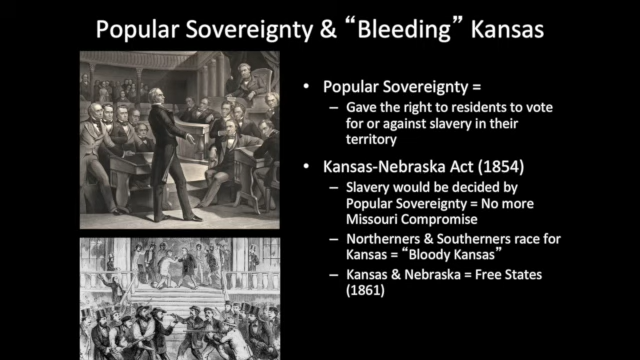 Popular Sovereignty & “Bleeding” Kansas
• Popular Sovereignty =
– Gave the right to residents to vote
for or against slavery in their
territory
• Kansas-Nebraska Act (1854)
– Slavery would be decided by
Popular Sovereignty = No more
Missouri Compromise
– Northerners & Southerners race for
Kansas = “Bloody Kansas”
– Kansas & Nebraska = Free States
(1861)